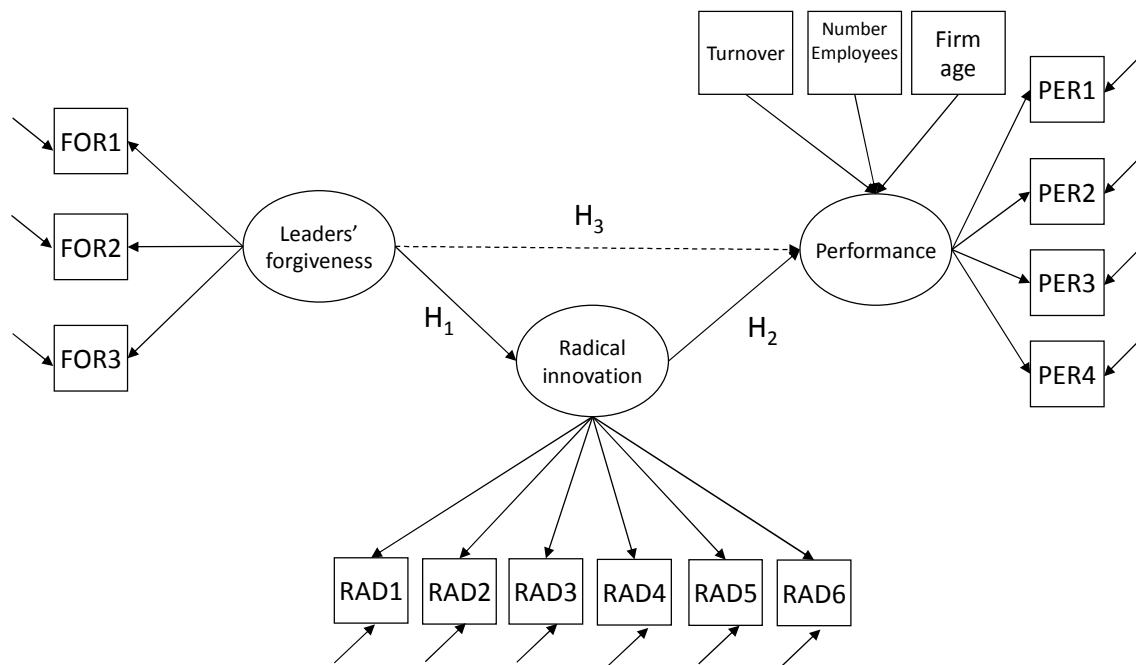 Turnover
Number
Employees
Firm
age
PER1
FOR1
PER2
FOR2
Leaders’
forgiveness
H₃
Performance
PER3
FOR3
H₁
H₂
Radical
innovation
PER4
RAD1
RAD2
RAD3
RAD4
RAD5
RAD6